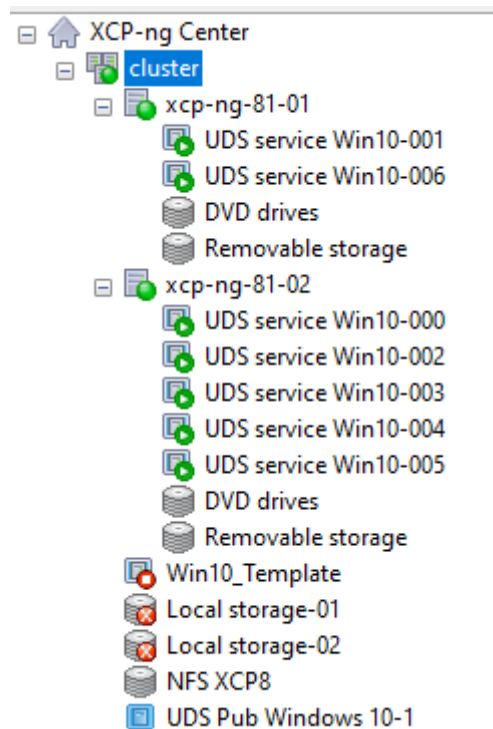 XCP-ng Center
cluster
xcp-ng-81-01
UDS service Win10-001
UDS service Win10-006
DVD drives
Removable storage
xcp-ng-81-02
UDS service Win10-000
UDS service Win10-002
UDS service Win10-003
UDS service Win10-004
UDS service Win10-005
DVD drives
Removable storage
Win10_Template
Local storage-01
Local storage-02
NFS XCP8
UDS Pub Windows 10-1